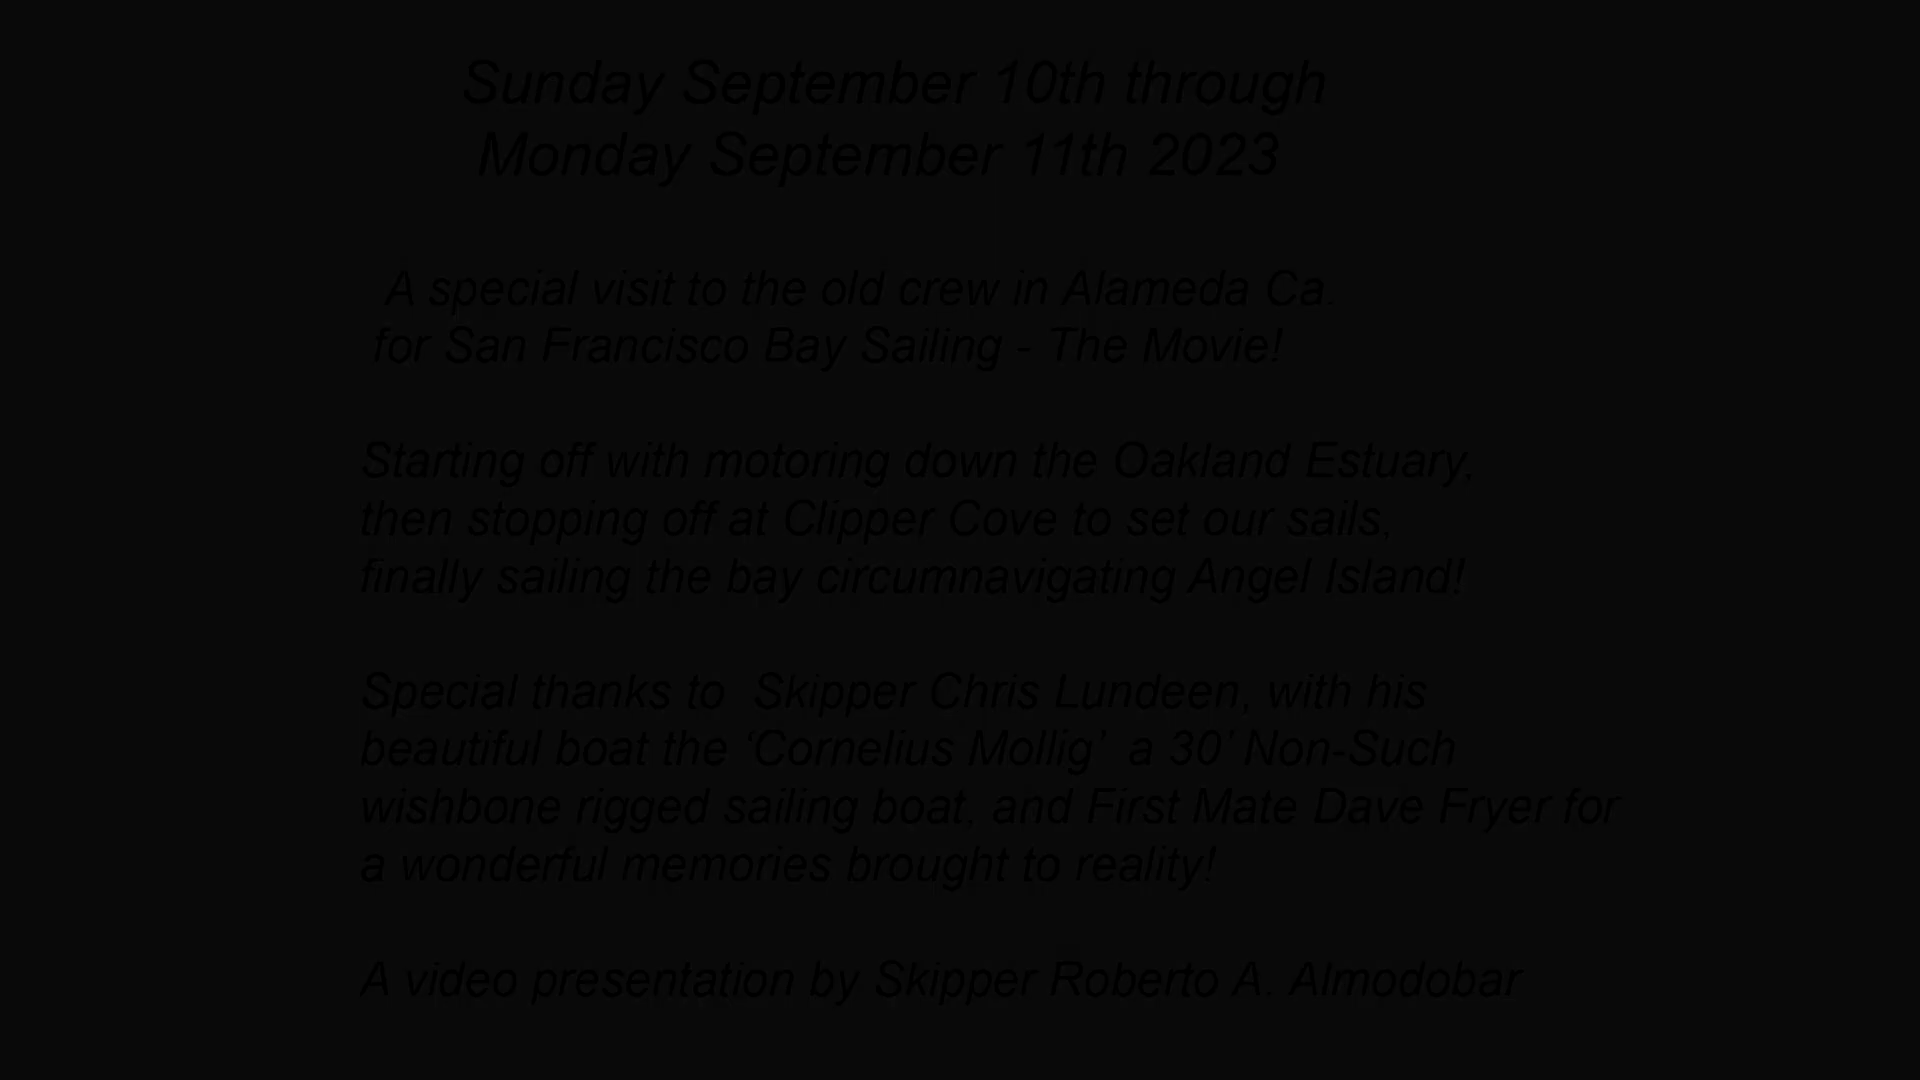 Sunday September 10th through
Monday September 11th 2023
A special visit to the old crew in Alameda Ca.
for San Francisco Bay Sailing - The Movie!
Starting off with motoring down the Oakland Estuary,
then stopping off at Clipper Cove to set our sails,
finally sailing the bay circumnavigating Angel Island!
Special thanks to  Skipper Chris Lundeen, with his
beautiful boat the ‘Cornelius Mollig’  a 30’ Non-Such
wishbone rigged sailing boat, and First Mate Dave Fryer for
a wonderful memories brought to reality!
A video presentation by Skipper Roberto A. Almodobar